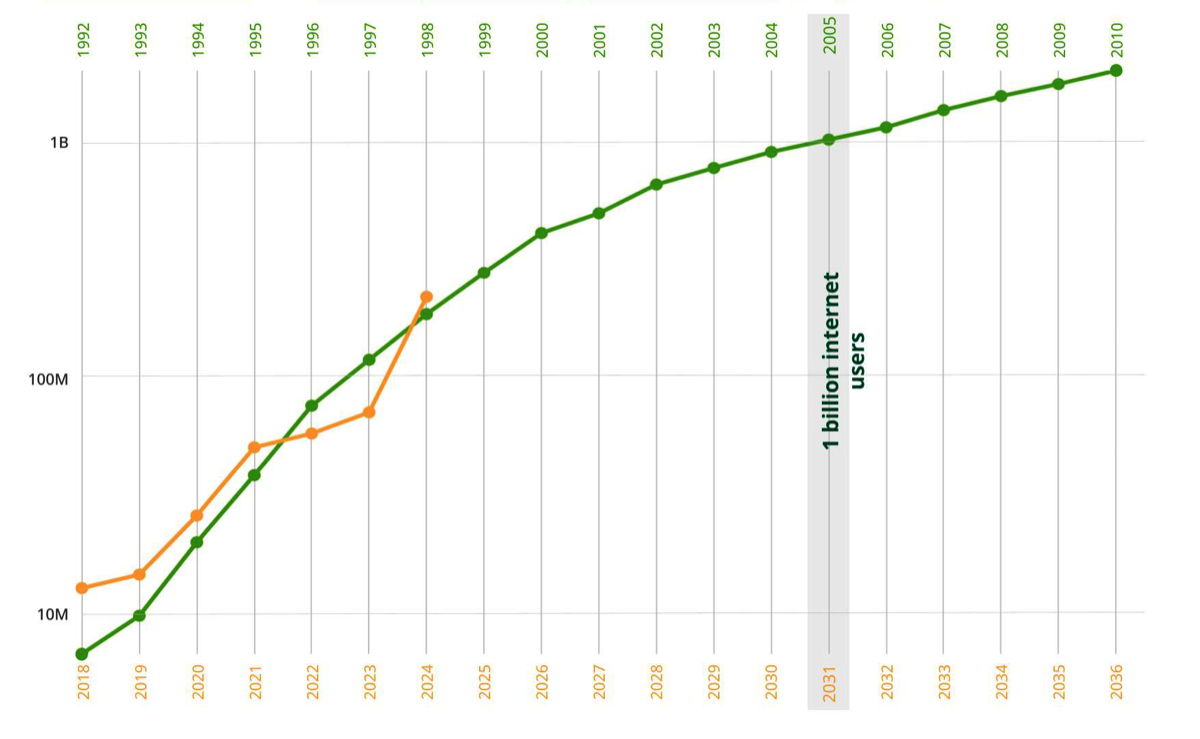 1992 1993 1994 1995 1996 1997 1998 1999 2000 2001 2002 2003 2004 2005 2006 2007 2008 2009 2010
1B
1 billion internet
users
100M
10M
2018 2019 2020 2021 2022 2023 2024 2025 2026 2027 2028 2029 2030 2031 2032 2033 2034 2035 2036